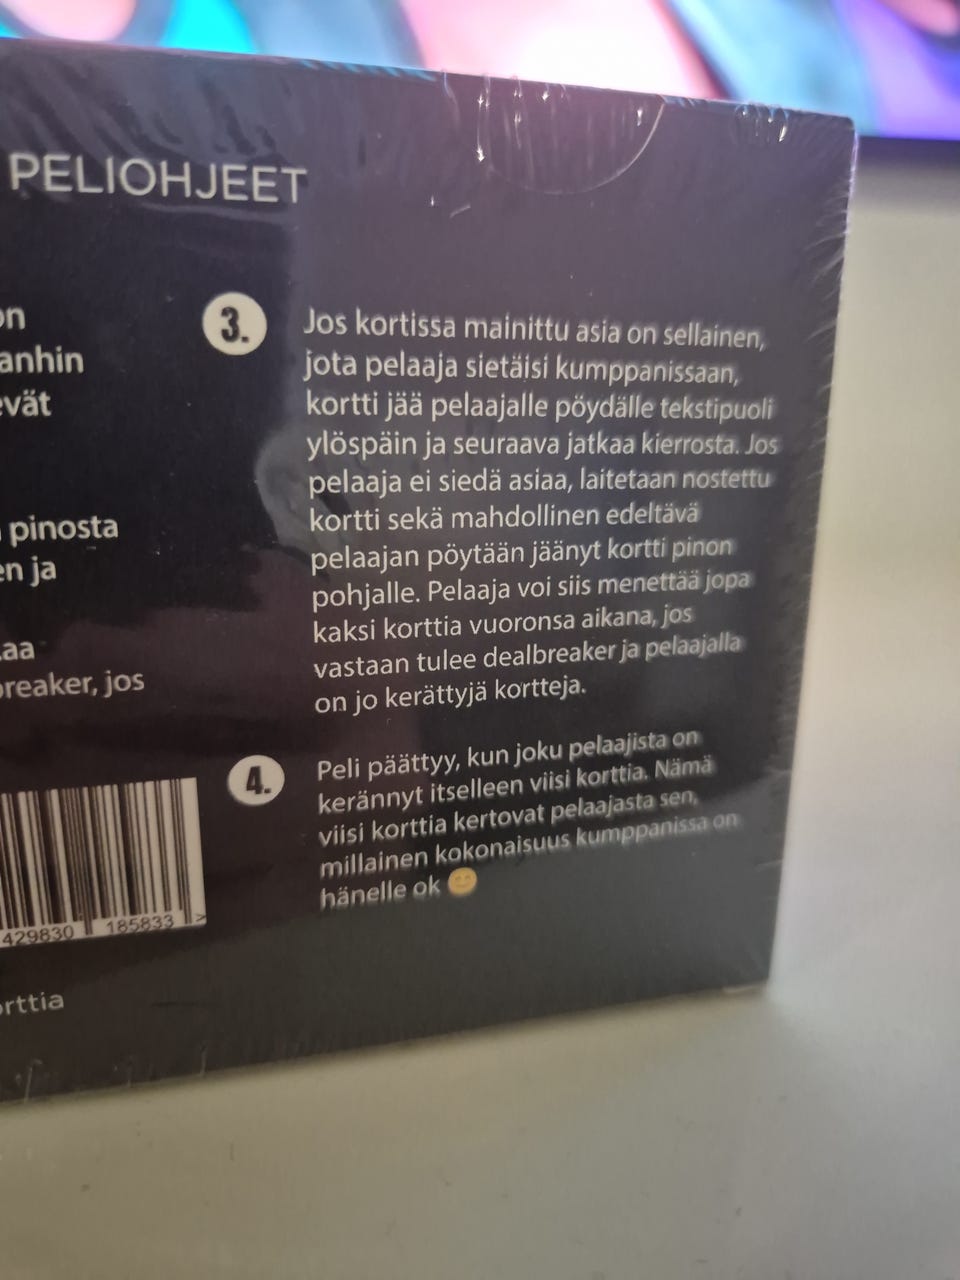 PELIOHJEET
on
anhin
evät
pinosta
en ja
aa
breaker, jos
3.
Jos kortissa mainittu asia on sellainen,
jota pelaaja sietäisi kumppanissaan,
kortti jää pelaajalle pöydälle tekstipuoli
ylöspäin ja seuraava jatkaa kierrosta. Jos
pelaaja ei siedä asiaa, laitetaan nostettu
kortti sekä mahdollinen edeltävä
pelaajan pöytään jäänyt kortti pinon
pohjalle. Pelaaja voi siis menettää jopa
kaksi korttia vuoronsa aikana, jos
vastaan tulee dealbreaker ja pelaajalla
on jo kerättyjä kortteja.
4.
Peli päättyy, kun joku pelaajista on
kerännyt itselleen viisi korttia. Nämä
viisi korttia kertovat pelaajasta sen,
millainen kokonaisuus kumppanissa on
hänelle ok 😊
429830 185833 >
orttia